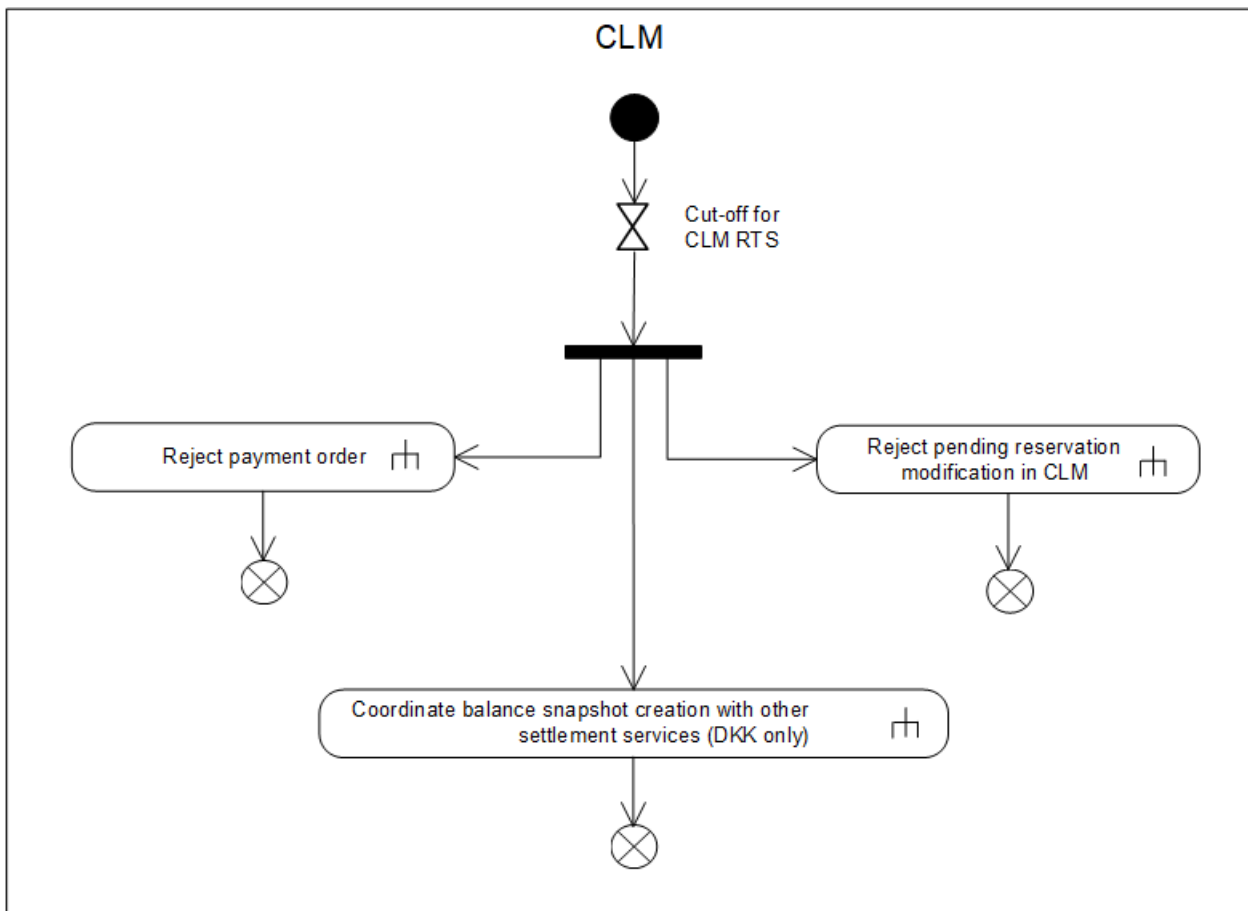 CLM
Cut-off for
CLM RTS
Reject payment order
Reject pending reservation
modification in CLM
Coordinate balance snapshot creation with other
settlement services (DKK only)